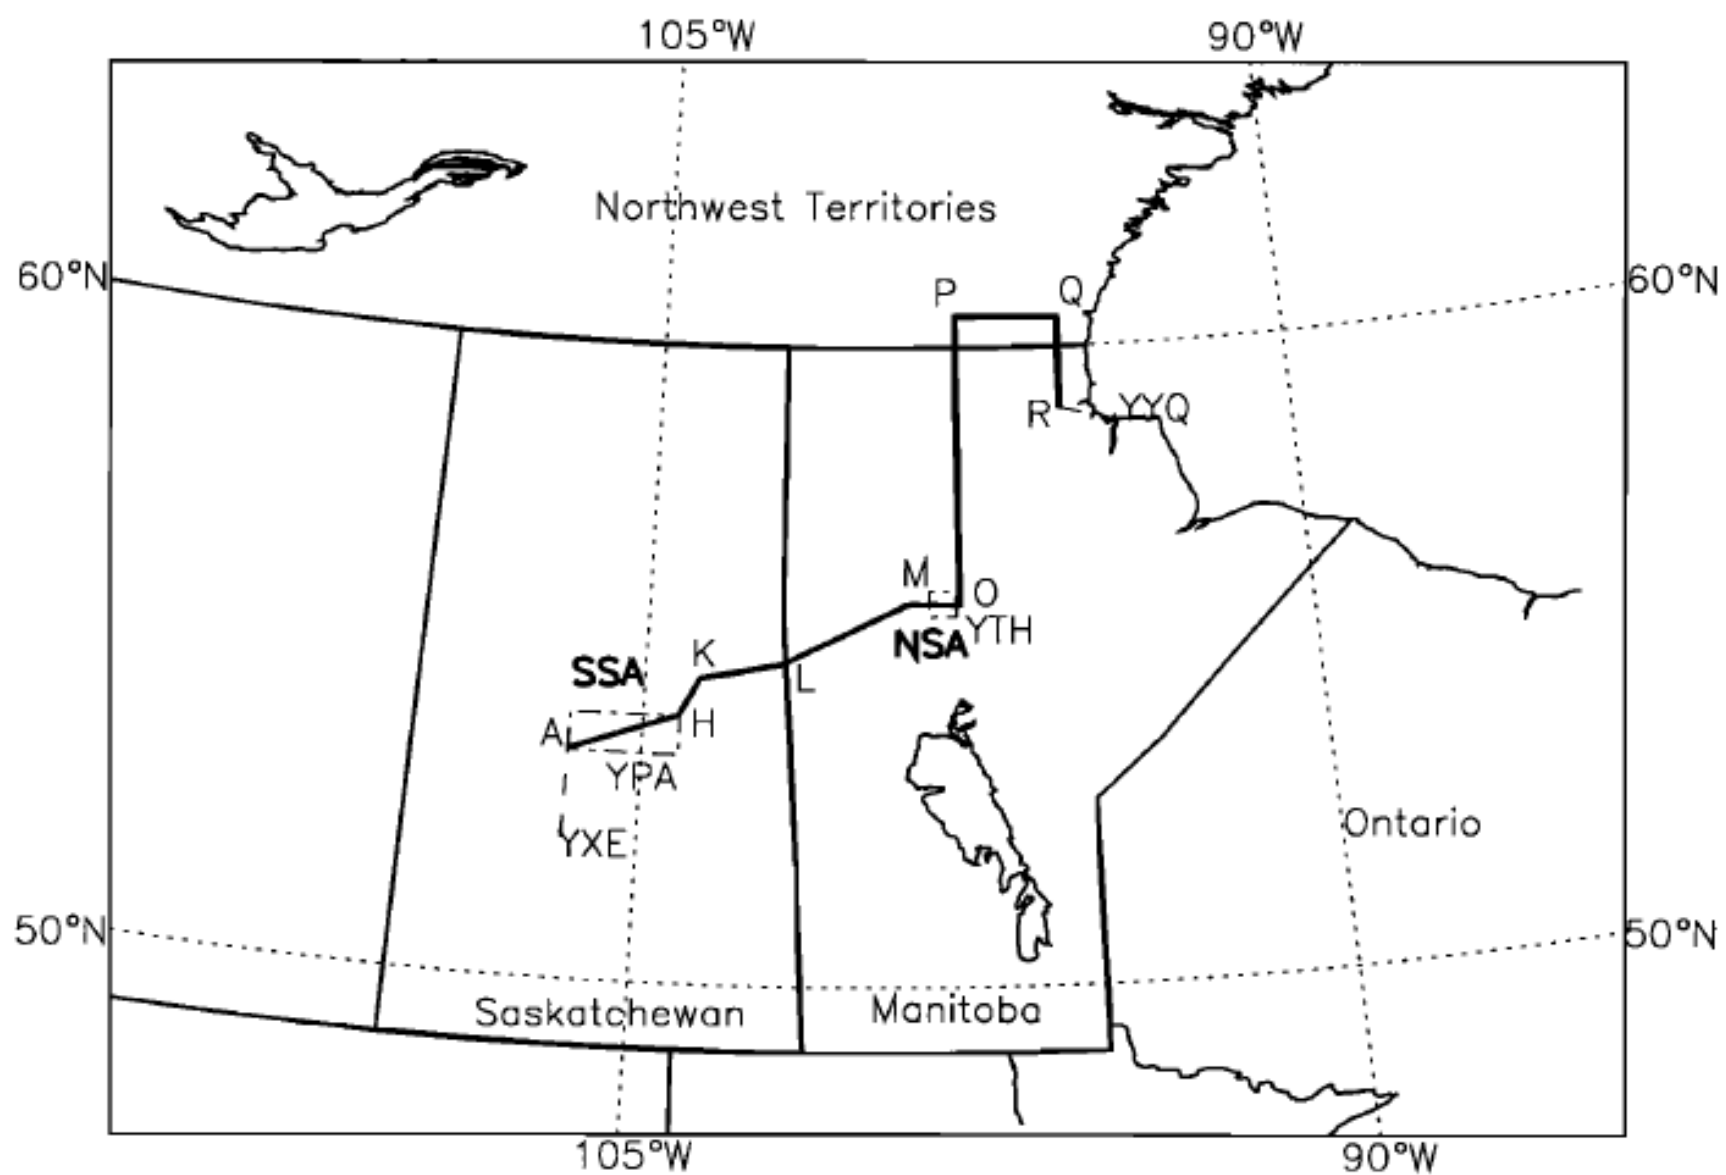 105°W
90°W
Northwest Territories
60°N
60°N
P
Q
R
YYQ
M
O
YTH
NSA
K
SSA
L
A
H
YPA
YXE
Ontario
50°N
50°N
Saskatchewan
Manitoba
105°W
90°W